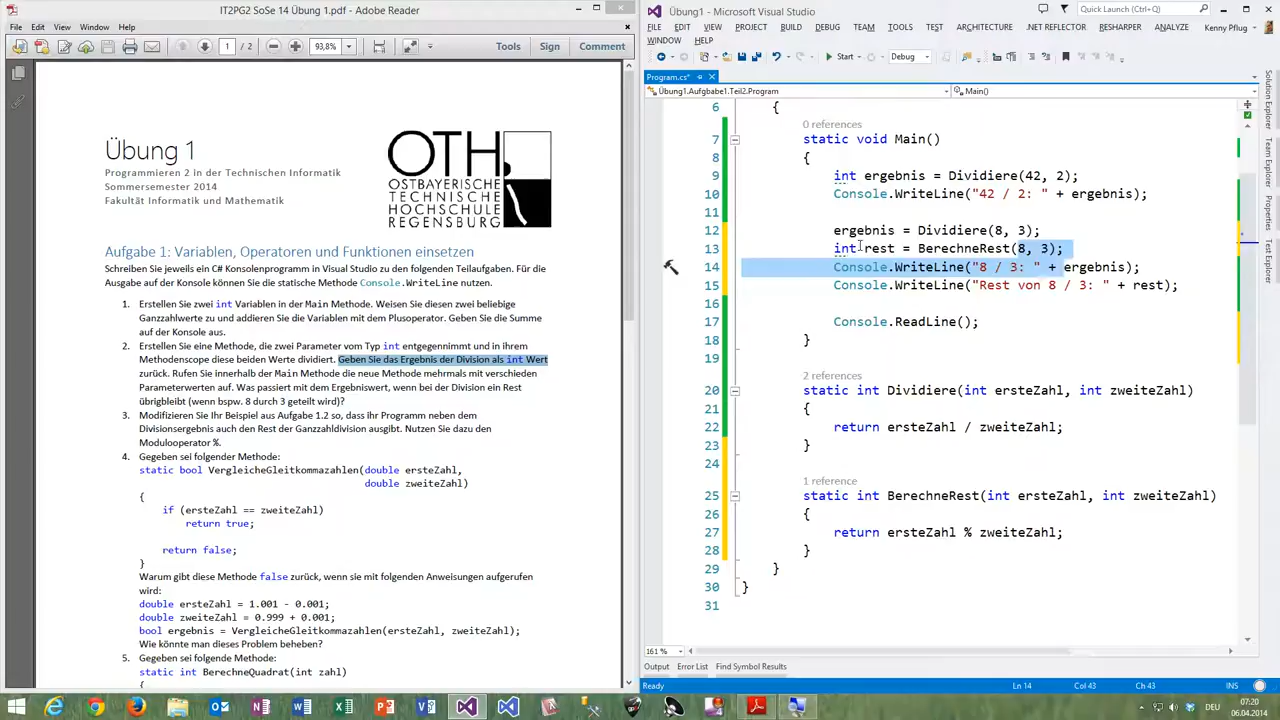 IT2PG2 SoSe 14 Übung 1.pdf - Adobe Reader
File Edit View Window Help
1 / 2 93,8% Tools Sign Comment
Übung 1
Programmieren 2 in der Technischen Informatik
Sommersemester 2014
Fakultät Informatik und Mathematik
OTH
OSTBAYERISCHE
TECHNISCHE
HOCHSCHULE
REGENSBURG
Aufgabe 1: Variablen, Operatoren und Funktionen einsetzen
Schreiben Sie jeweils ein C# Konsolenprogramm in Visual Studio zu den folgenden Teilaufgaben. Für die
Ausgabe auf der Konsole können Sie die statische Methode Console.WriteLine nutzen.
1. Erstellen Sie zwei int Variablen in der Main Methode. Weisen Sie diesen zwei beliebige
Ganzzahlwerte zu und addieren Sie die Variablen mit dem Plusoperator. Geben Sie die Summe
auf der Konsole aus.
2. Erstellen Sie eine Methode, die zwei Parameter vom Typ int entgegennimmt und in ihrem
Methodenscope diese beiden Werte dividiert. Geben Sie das Ergebnis der Division als int Wert
zurück. Rufen Sie innerhalb der Main Methode die neue Methode mehrmals mit verschieden
Parameterwerten auf. Was passiert mit dem Ergebniswert, wenn bei der Division ein Rest
übrigbleibt (wenn bspw. 8 durch 3 geteilt wird)?
3. Modifizieren Sie Ihr Beispiel aus Aufgabe 1.2 so, dass ihr Programm neben dem
Divisionsergebnis auch den Rest der Ganzzahldivision ausgibt. Nutzen Sie dazu den
Modulooperator %.
4. Gegeben sei folgender Methode:
static bool VergleicheGleitkommazahlen(double ersteZahl,
double zweiteZahl)
{
if (ersteZahl == zweiteZahl)
return true;
return false;
}
Warum gibt diese Methode false zurück, wenn sie mit folgenden Anweisungen aufgerufen
wird:
double ersteZahl = 1.001 - 0.001;
double zweiteZahl = 0.999 + 0.001;
bool ergebnis = VergleicheGleitkommazahlen(ersteZahl, zweiteZahl);
Wie könnte man dieses Problem beheben?
5. Gegeben sei folgende Methode:
static int BerechneQuadrat(int zahl)
{
Übung1 - Microsoft Visual Studio
Quick Launch (Ctrl+Q)
FILE EDIT VIEW PROJECT BUILD DEBUG TEAM TOOLS TEST ARCHITECTURE RESHARPER ANALYZE Kenny Pflug
WINDOW HELP
Start Debug
Program.cs*
Übung1.Aufgbabe1.Teil2.Program Main()
6 {
0 references
7 static void Main()
8 {
9 int ergebnis = Dividiere(42, 2);
10 Console.WriteLine("42 / 2: " + ergebnis);
11
12 ergebnis = Dividiere(8, 3);
13 int rest = BerechneRest(8, 3);
14 Console.WriteLine("8 / 3: " + ergebnis);
15 Console.WriteLine("Rest von 8 / 3: " + rest);
16
17 Console.ReadLine();
18 }
19
2 references
20 static int Dividiere(int ersteZahl, int zweiteZahl)
21 {
22 return ersteZahl / zweiteZahl;
23 }
24
1 reference
25 static int BerechneRest(int ersteZahl, int zweiteZahl)
26 {
27 return ersteZahl % zweiteZahl;
28 }
29 }
30 }
31
161 %
Output Error List Find Symbol Results
Ready Ln 14 Col 43 Ch 43 INS
Solution Explorer
Team Explorer
Properties
Test Explorer
07:20
06.04.2014